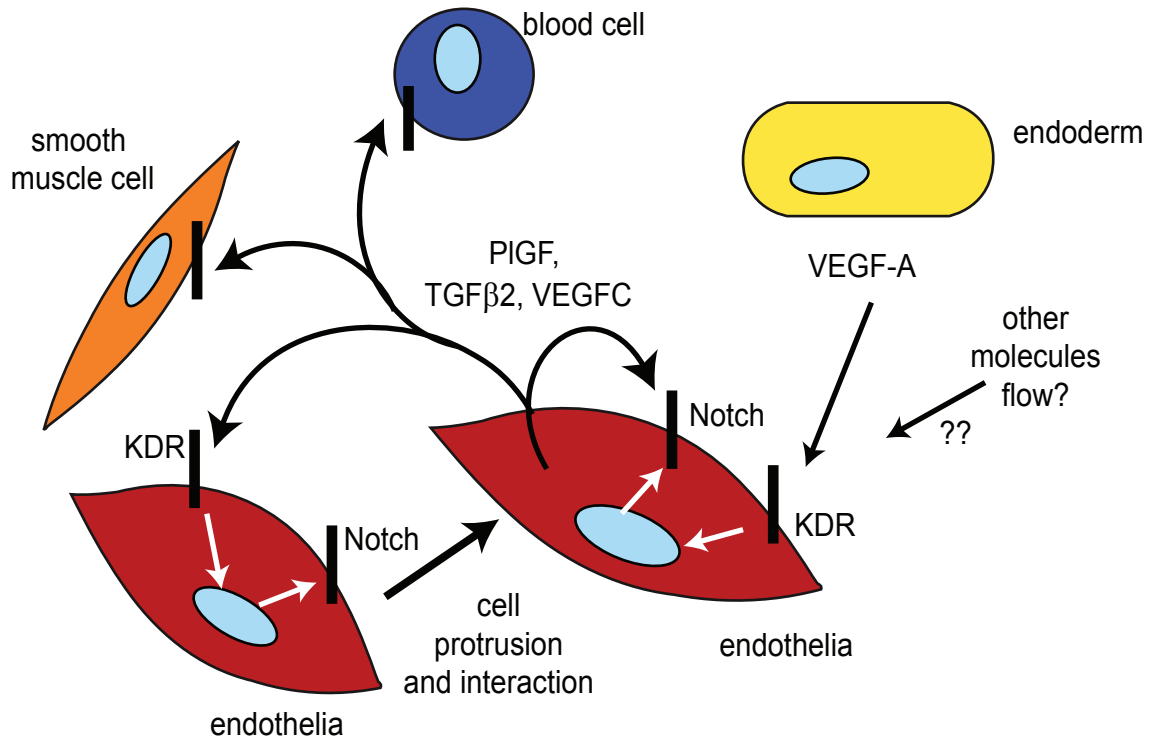 blood cell
smooth
muscle cell
endoderm
PlGF,
TGFβ2, VEGFC
VEGF-A
other
molecules
flow?
??
Notch
KDR
KDR
Notch
cell
protrusion
and interaction
endothelia
endothelia